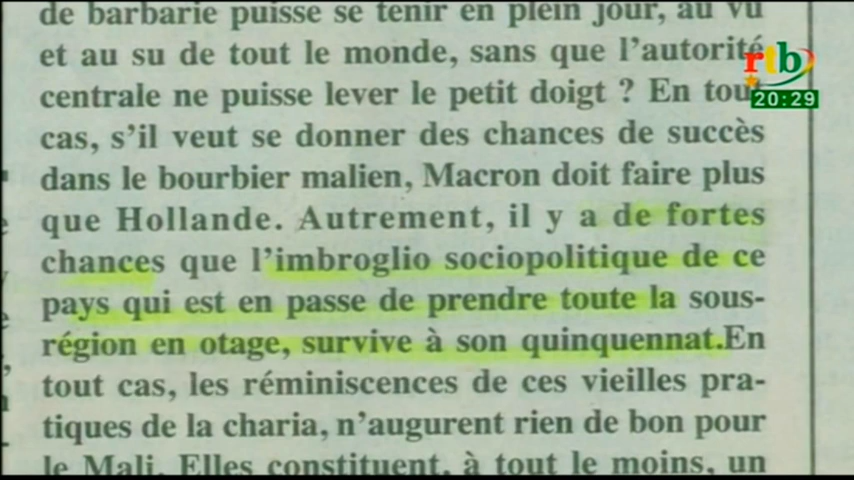 de barbarie puisse se tenir en plein jour, au vu
et au su de tout le monde, sans que l'autorité
centrale ne puisse lever le petit doigt ? En tout
cas, s'il veut se donner des chances de succès
dans le bourbier malien, Macron doit faire plus
que Hollande. Autrement, il y a de fortes
chances que l'imbroglio sociopolitique de ce
pays qui est en passe de prendre toute la sous-
région en otage, survive à son quinquennat.En
tout cas, les réminiscences de ces vieilles pra-
tiques de la charia, n'augurent rien de bon pour
le Mali. Elles constituent, à tout le moins, un
rtb
20:29